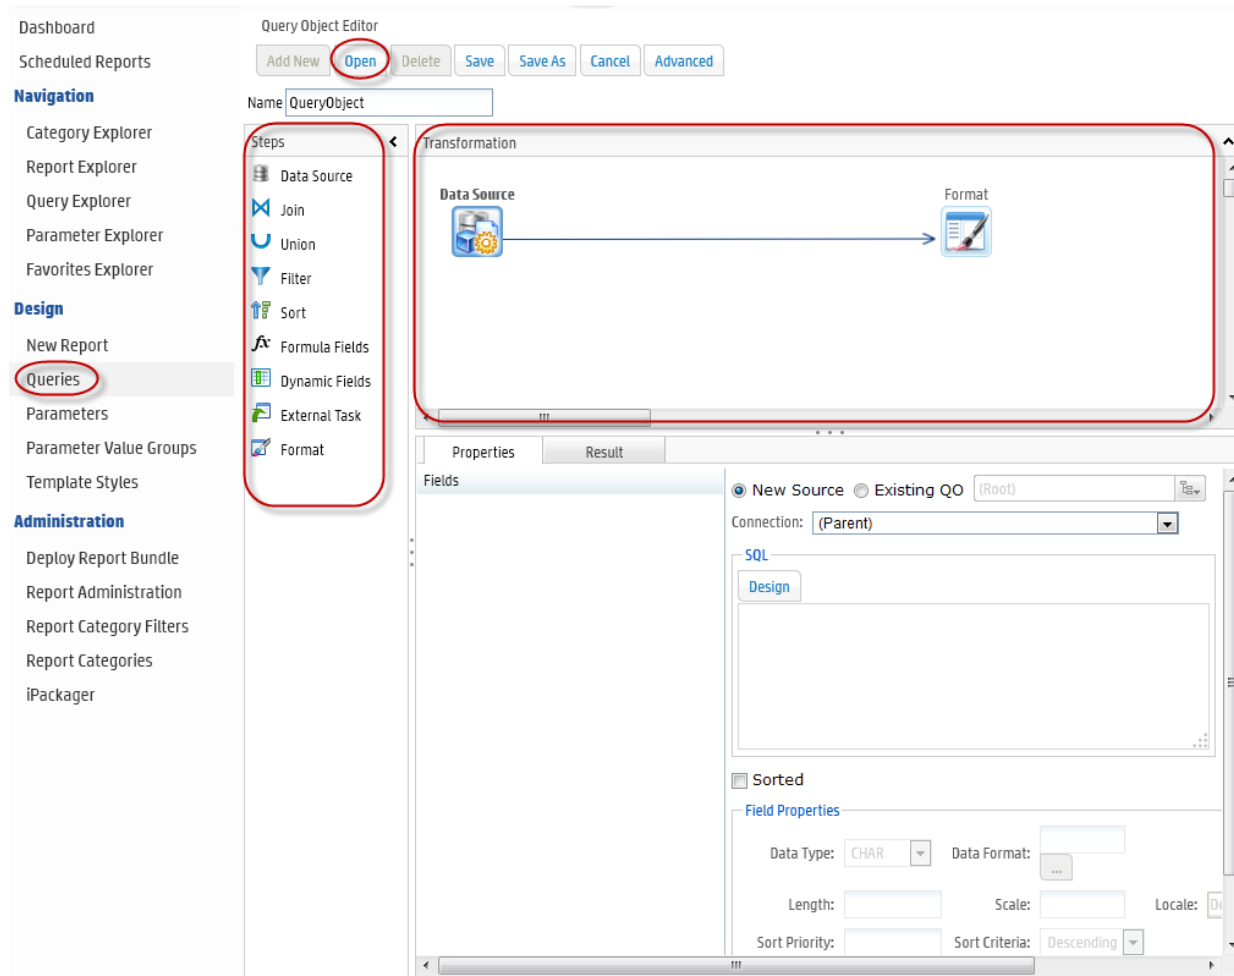 Dashboard
Scheduled Reports
Navigation
Category Explorer
Report Explorer
Query Explorer
Parameter Explorer
Favorites Explorer
Design
New Report
Queries
Parameters
Parameter Value Groups
Template Styles
Administration
Deploy Report Bundle
Report Administration
Report Category Filters
Report Categories
iPackager
Query Object Editor
Add New Open Delete Save Save As Cancel Advanced
Name QueryObject
Steps
Data Source
Join
Union
Filter
Sort
fx Formula Fields
Dynamic Fields
External Task
Format
Transformation
Data Source Format
Properties Result
Fields
New Source Existing QO (Root)
Connection: (Parent)
SQL
Design
Sorted
Field Properties
Data Type: CHAR Data Format: ...
Length: Scale: Locale:
Sort Priority: Sort Criteria: Descending